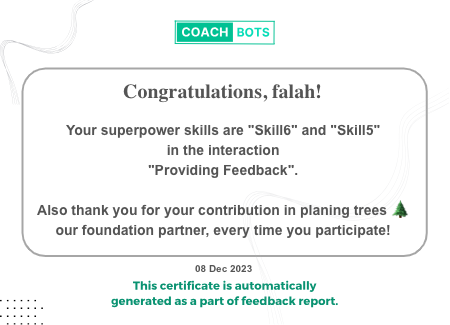 COACH BOTS
Congratulations, falah!
Your superpower skills are "Skill6" and "Skill5"
in the interaction
"Providing Feedback".
Also thank you for your contribution in planing trees
our foundation partner, every time you participate!
08 Dec 2023
This certificate is automatically
generated as a part of feedback report.